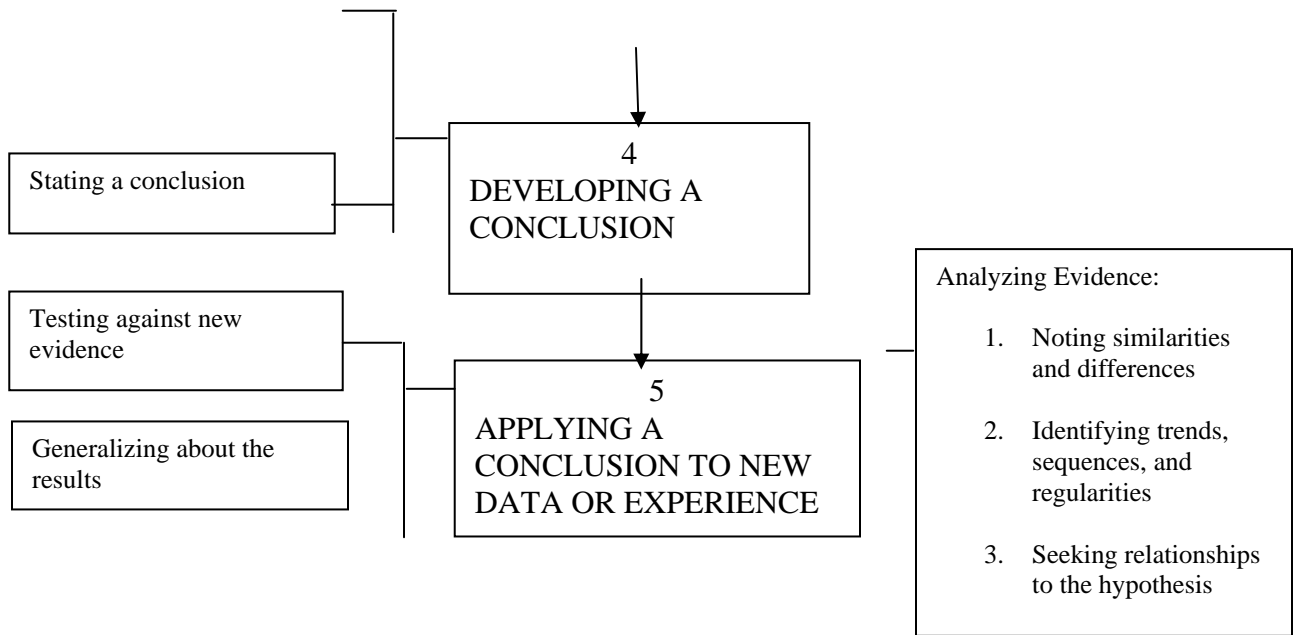 4
DEVELOPING A
CONCLUSION
Stating a conclusion
Testing against new
evidence
Generalizing about the
results
5
APPLYING A
CONCLUSION TO NEW
DATA OR EXPERIENCE
Analyzing Evidence:
1. Noting similarities
and differences
2. Identifying trends,
sequences, and
regularities
3. Seeking relationships
to the hypothesis